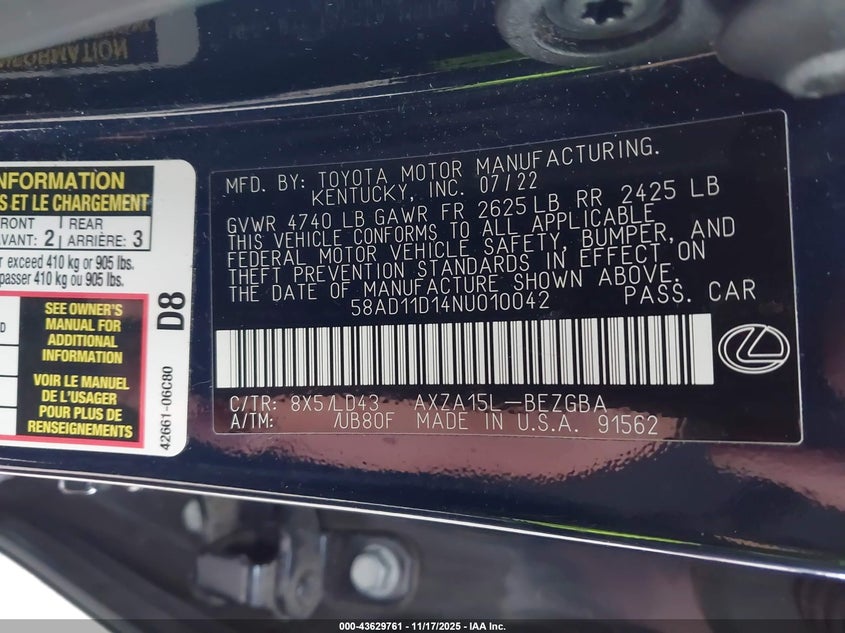 NFORMATION
S ET LE CHARGEMENT
FRONT
AVANT: 2
REAR
ARRIÈRE: 3
r exceed 410 kg or 905 lbs.
passer 410 kg ou 905 lbs.
SEE OWNER'S
MANUAL FOR
ADDITIONAL
INFORMATION
VOIR LE MANUEL
DE L'USAGER
POUR PLUS DE
RENSEIGNEMENTS
D8
42661-06C80
MFD. BY: TOYOTA MOTOR MANUFACTURING.
KENTUCKY, INC. 07/22
GVWR 4740 LB GAWR FR 2625 LB RR 2425 LB
THIS VEHICLE CONFORMS TO ALL APPLICABLE
FEDERAL MOTOR VEHICLE SAFETY, BUMPER, AND
THEFT PREVENTION STANDARDS IN EFFECT ON
THE DATE OF MANUFACTURE SHOWN ABOVE.
58AD11D14NU010042 PASS. CAR
C/TR: 8X5/LD43 AXZA15L-BEZGBA
A/TM: /UB80F MADE IN U.S.A. 91562
000-43629761 - 11/17/2025 - IAA Inc.